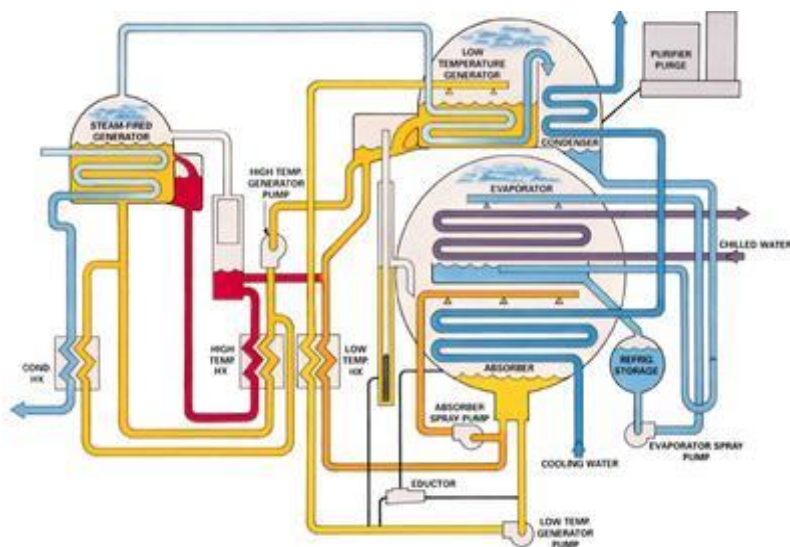 LOW
TEMPERATURE
GENERATOR
PURIFIER
PURGE
STEAM-FIRED
GENERATOR
CONDENSER
HIGH TEMP.
GENERATOR
PUMP
EVAPORATOR
CHILLED WATER
COND.
HX
HIGH
TEMP.
HX
LOW
TEMP.
HX
ABSORBER
REFRIG.
STORAGE
ABSORBER
SPRAY PUMP
EVAPORATOR SPRAY
PUMP
COOLING WATER
EDUCTOR
LOW TEMP.
GENERATOR
PUMP